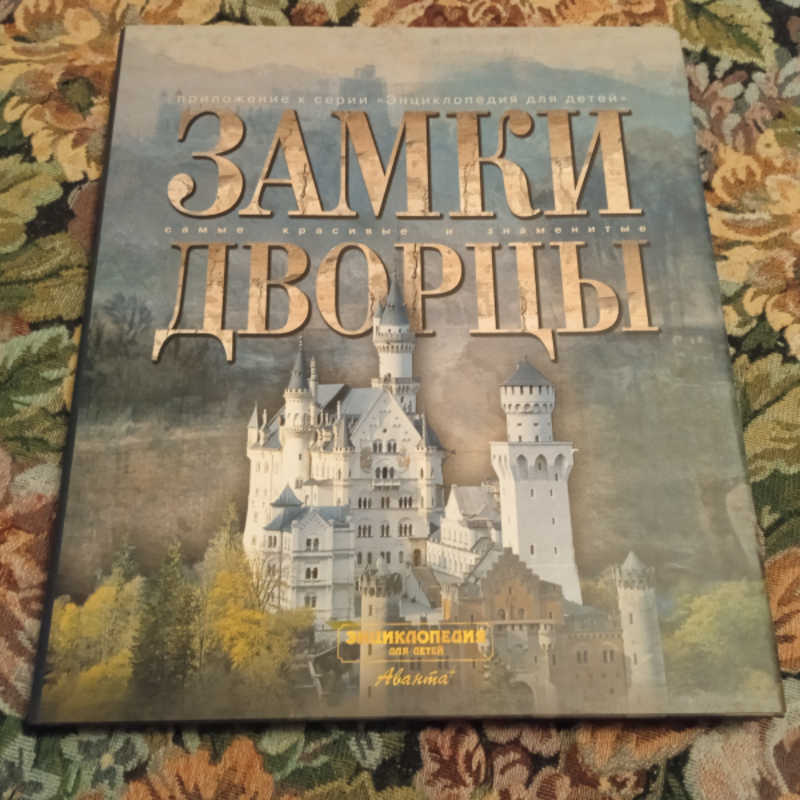 приложение к серии «Энциклопедия для детей»
ЗАМКИ
самые красивые и знаменитые
ДВОРЦЫ
ЭНЦИКЛОПЕДИЯ
ДЛЯ ДЕТЕЙ
Аванта+